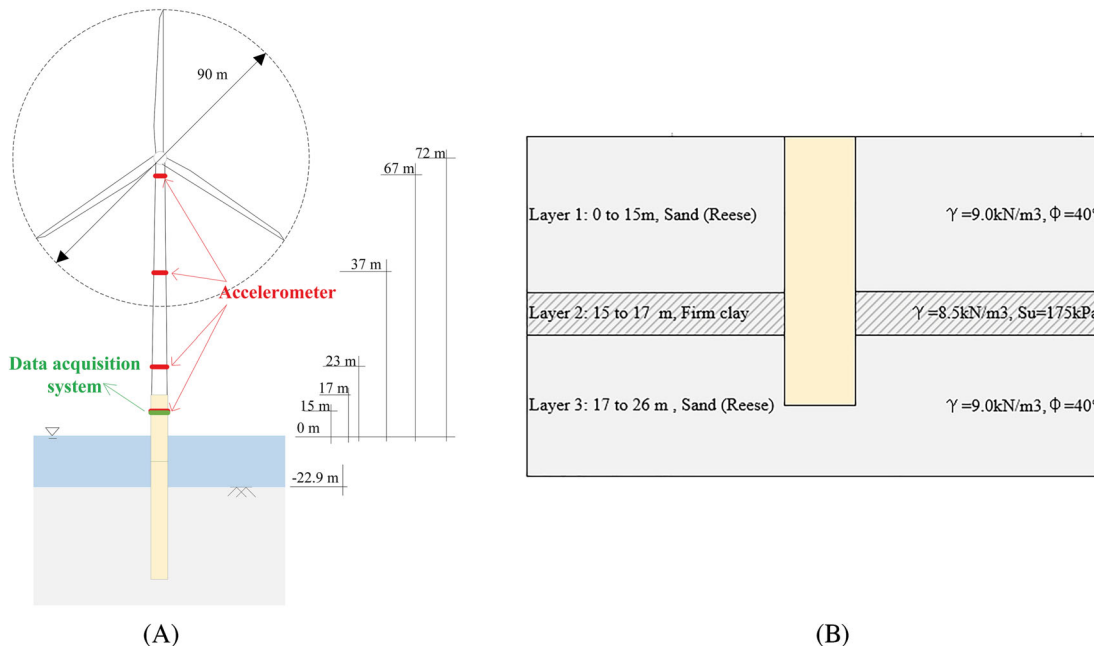 90 m
72 m
67 m
37 m
Accelerometer
Data acquisition
system
23 m
17 m
15 m
0 m
-22.9 m
(A)
Layer 1: 0 to 15m, Sand (Reese) γ=9.0kN/m3,Φ=40°
Layer 2: 15 to 17 m, Firm clay γ=8.5kN/m3, Su=175kPa
Layer 3: 17 to 26 m , Sand (Reese) γ=9.0kN/m3,Φ=40°
(B)